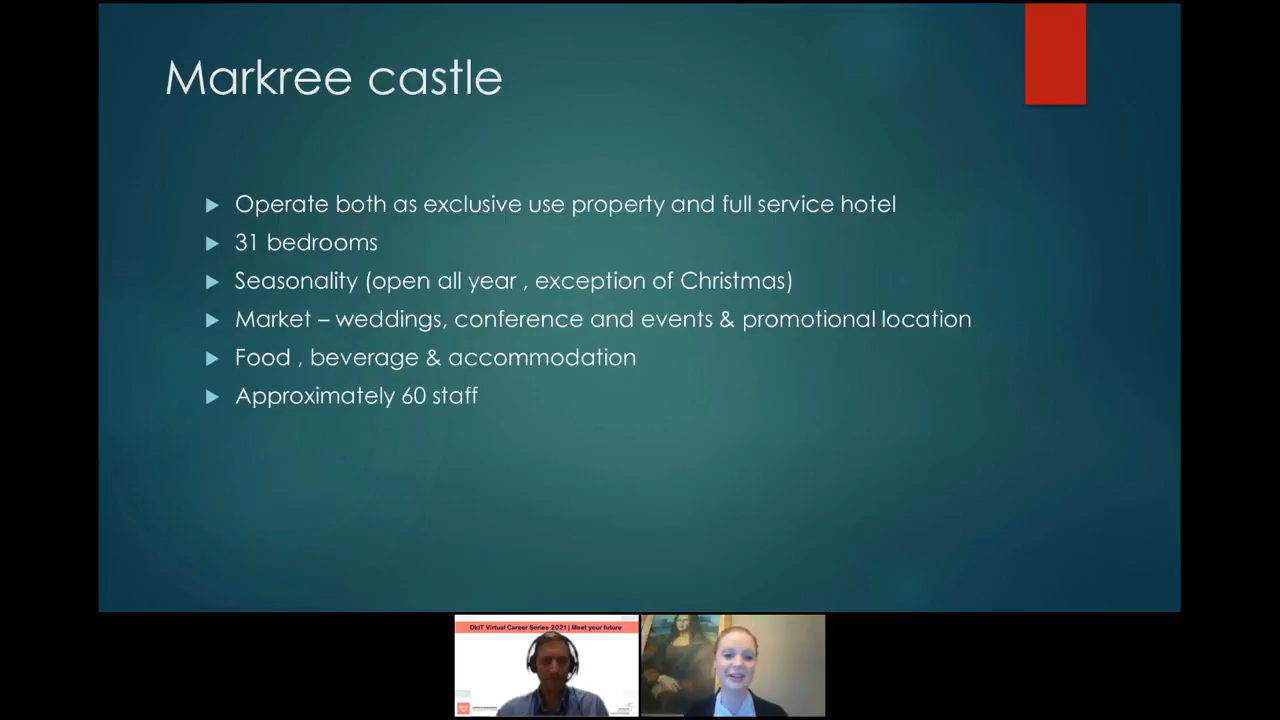 Markree castle
Operate both as exclusive use property and full service hotel
31 bedrooms
Seasonality (open all year , exception of Christmas)
Market – weddings, conference and events & promotional location
Food , beverage & accommodation
Approximately 60 staff
DkIT Virtual Career Series 2021 | Meet your future